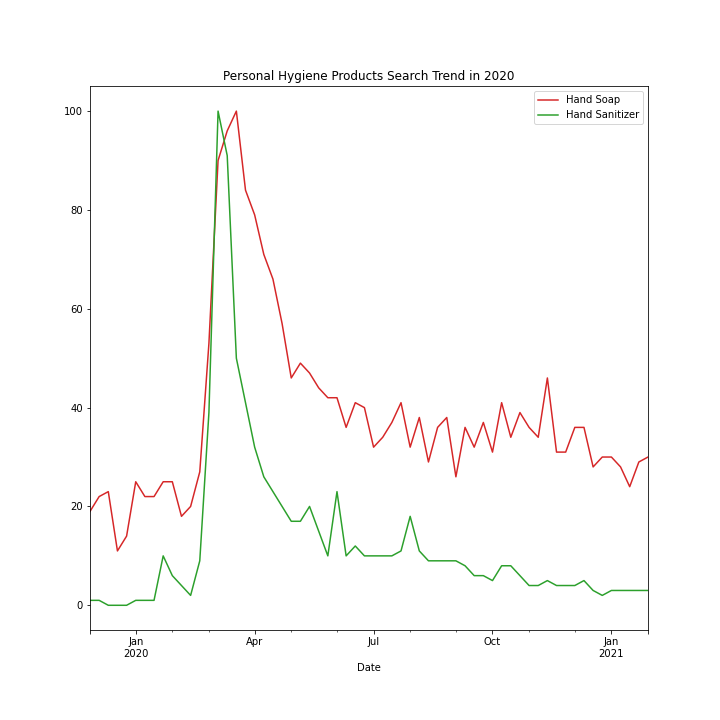 Personal Hygiene Products Search Trend in 2020
Hand Soap
Hand Sanitizer
100
80
60
40
20
0
Jan Apr Jul Oct Jan
2020 2021
Date